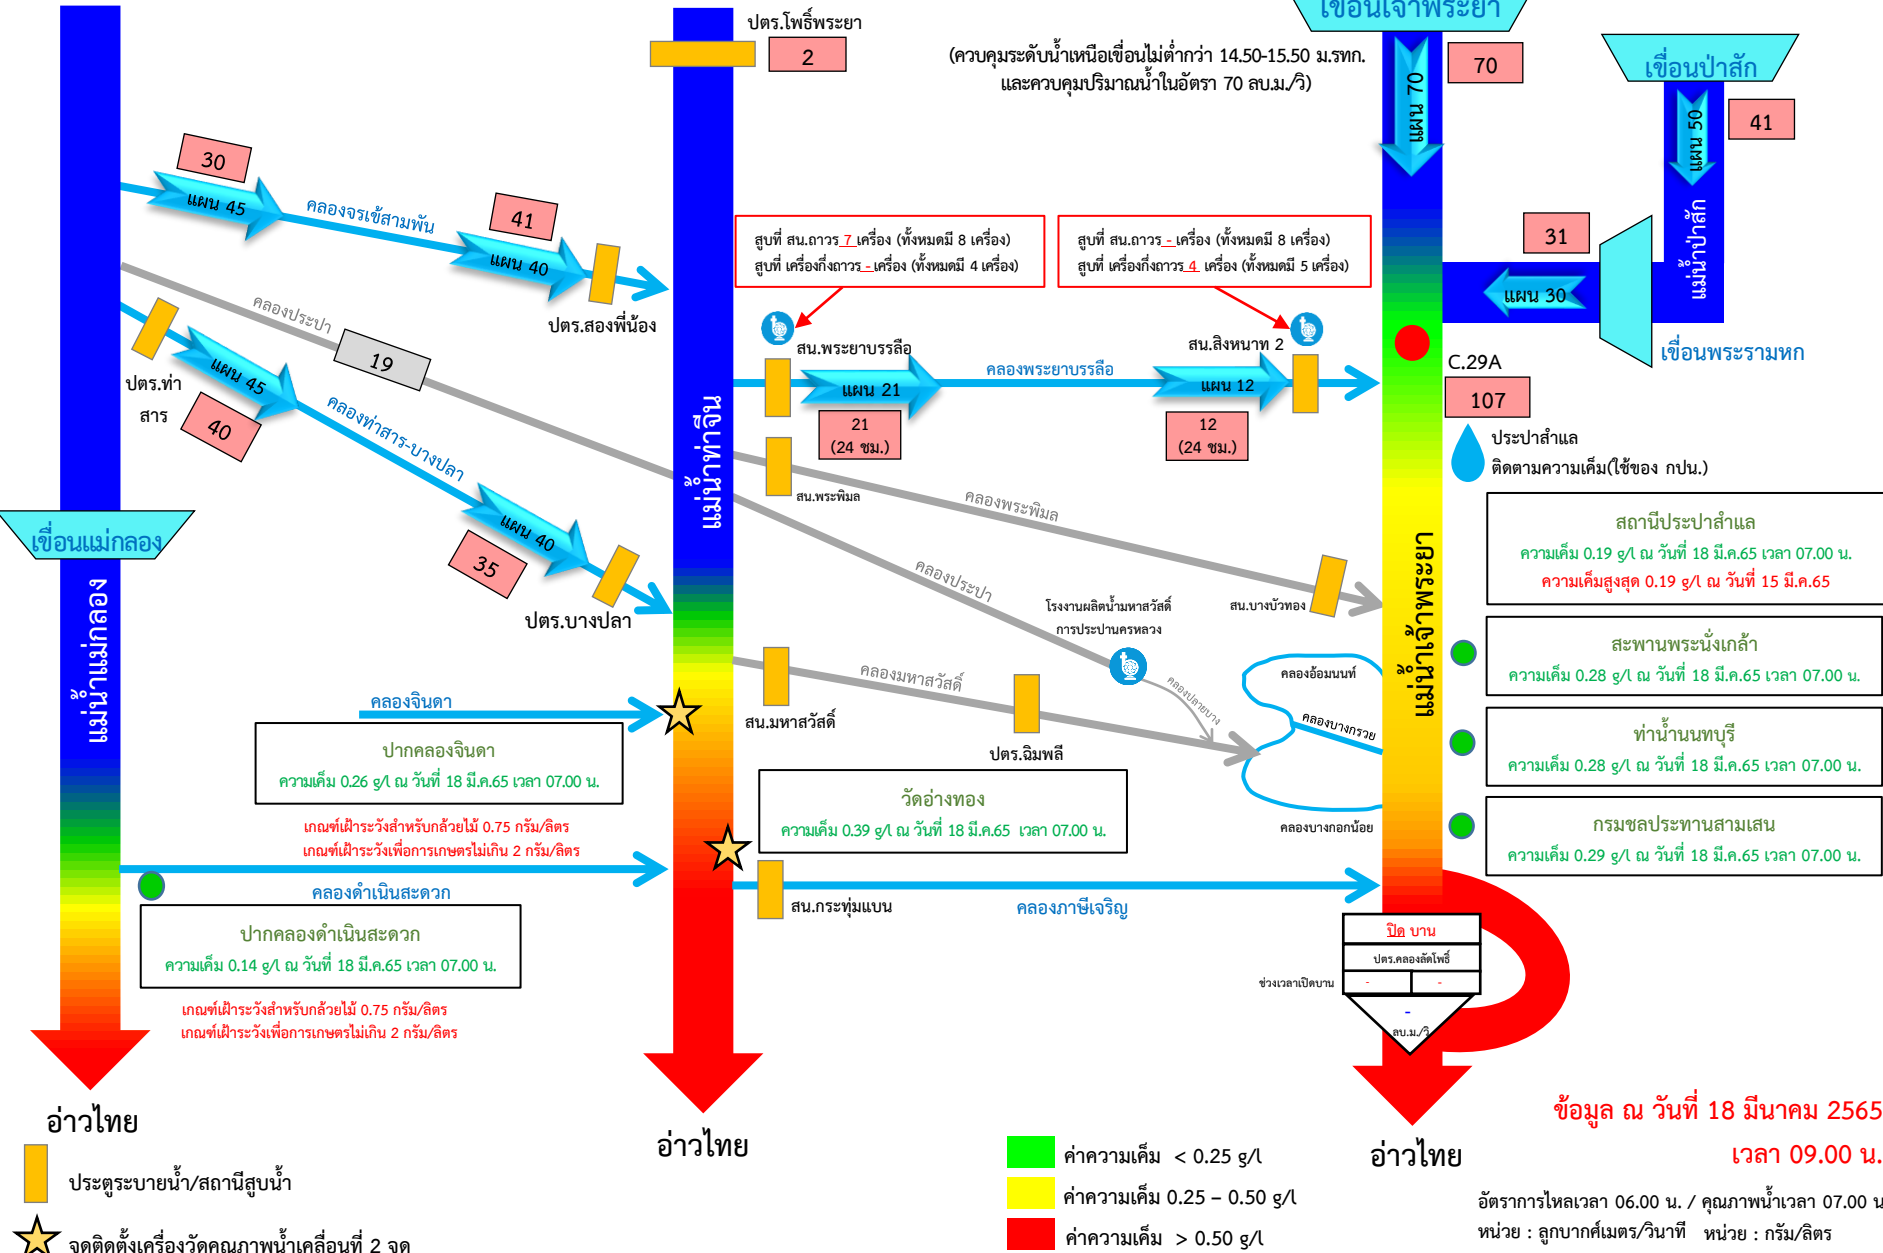 เขื่อนเจ้าพระยา
ปตร.โพธิ์พระยา
2
(ควบคุมระดับน้ำเหนือเขื่อนไม่ต่ำกว่า 14.50-15.50 ม.รทก.
และควบคุมปริมาณน้ำในอัตรา 70 ลบ.ม./วิ)
แผน 70
70
เขื่อนป่าสัก
แผน 50
41
แม่น้ำป่าสัก
31
แผน 30
เขื่อนพระรามหก
30
แผน 45
คลองจรเข้สามพัน
41
แผน 40
ปตร.สองพี่น้อง
สูบที่ สน.ถาวร 7 เครื่อง (ทั้งหมดมี 8 เครื่อง)
สูบที่ เครื่องกึ่งถาวร - เครื่อง (ทั้งหมดมี 4 เครื่อง)
สูบที่ สน.ถาวร - เครื่อง (ทั้งหมดมี 8 เครื่อง)
สูบที่ เครื่องกึ่งถาวร 4 เครื่อง (ทั้งหมดมี 5 เครื่อง)
คลองประปา
19
ปตร.ท่า
สาร
แผน 45
40
คลองท่าสาร-บางปลา
แผน 40
35
ปตร.บางปลา
แม่น้ำท่าจีน
สน.พระยาบรรลือ
แผน 21
21
(24 ชม.)
คลองพระยาบรรลือ
สน.สิงหนาท 2
แผน 12
12
(24 ชม.)
C.29A
107
ประปาสำแล
ติดตามความเค็ม(ใช้ของ กปน.)
สน.พระพิมล
คลองพระพิมล
สน.บางบัวทอง
คลองประปา
โรงงานผลิตน้ำมหาสวัสดิ์
การประปานครหลวง
สถานีประปาสำแล
ความเค็ม 0.19 g/l ณ วันที่ 18 มี.ค.65 เวลา 07.00 น.
ความเค็มสูงสุด 0.19 g/l ณ วันที่ 15 มี.ค.65
แม่น้ำเจ้าพระยา
สะพานพระนั่งเกล้า
ความเค็ม 0.28 g/l ณ วันที่ 18 มี.ค.65 เวลา 07.00 น.
ท่าน้ำนนทบุรี
ความเค็ม 0.28 g/l ณ วันที่ 18 มี.ค.65 เวลา 07.00 น.
กรมชลประทานสามเสน
ความเค็ม 0.29 g/l ณ วันที่ 18 มี.ค.65 เวลา 07.00 น.
เขื่อนแม่กลอง
แม่น้ำแม่กลอง
คลองจินดา
ปากคลองจินดา
ความเค็ม 0.26 g/l ณ วันที่ 18 มี.ค.65 เวลา 07.00 น.
เกณฑ์เฝ้าระวังสำหรับกล้วยไม้ 0.75 กรัม/ลิตร
เกณฑ์เฝ้าระวังเพื่อการเกษตรไม่เกิน 2 กรัม/ลิตร
คลองมหาสวัสดิ์
สน.มหาสวัสดิ์
ปตร.ฉิมพลี
คลองปลายบาง
คลองอ้อมนนท์
คลองบางกรวย
คลองบางกอกน้อย
วัดอ่างทอง
ความเค็ม 0.39 g/l ณ วันที่ 18 มี.ค.65 เวลา 07.00 น.
คลองดำเนินสะดวก
ปากคลองดำเนินสะดวก
ความเค็ม 0.14 g/l ณ วันที่ 18 มี.ค.65 เวลา 07.00 น.
เกณฑ์เฝ้าระวังสำหรับกล้วยไม้ 0.75 กรัม/ลิตร
เกณฑ์เฝ้าระวังเพื่อการเกษตรไม่เกิน 2 กรัม/ลิตร
สน.กระทุ่มแบน
คลองภาษีเจริญ
ปิด บาน
ปตร.คลองลัดโพธิ์
ช่วงเวลาเปิดบาน
- -
-
ลบ.ม./วิ
อ่าวไทย
อ่าวไทย
อ่าวไทย
ข้อมูล ณ วันที่ 18 มีนาคม 2565
เวลา 09.00 น.
อัตราการไหลเวลา 06.00 น. / คุณภาพน้ำเวลา 07.00 น
หน่วย : ลูกบาศก์เมตร/วินาที หน่วย : กรัม/ลิตร
ประตูระบายน้ำ/สถานีสูบน้ำ
จุดติดตั้งเครื่องวัดคุณภาพน้ำเคลื่อนที่ 2 จุด
ค่าความเค็ม < 0.25 g/l
ค่าความเค็ม 0.25 – 0.50 g/l
ค่าความเค็ม > 0.50 g/l